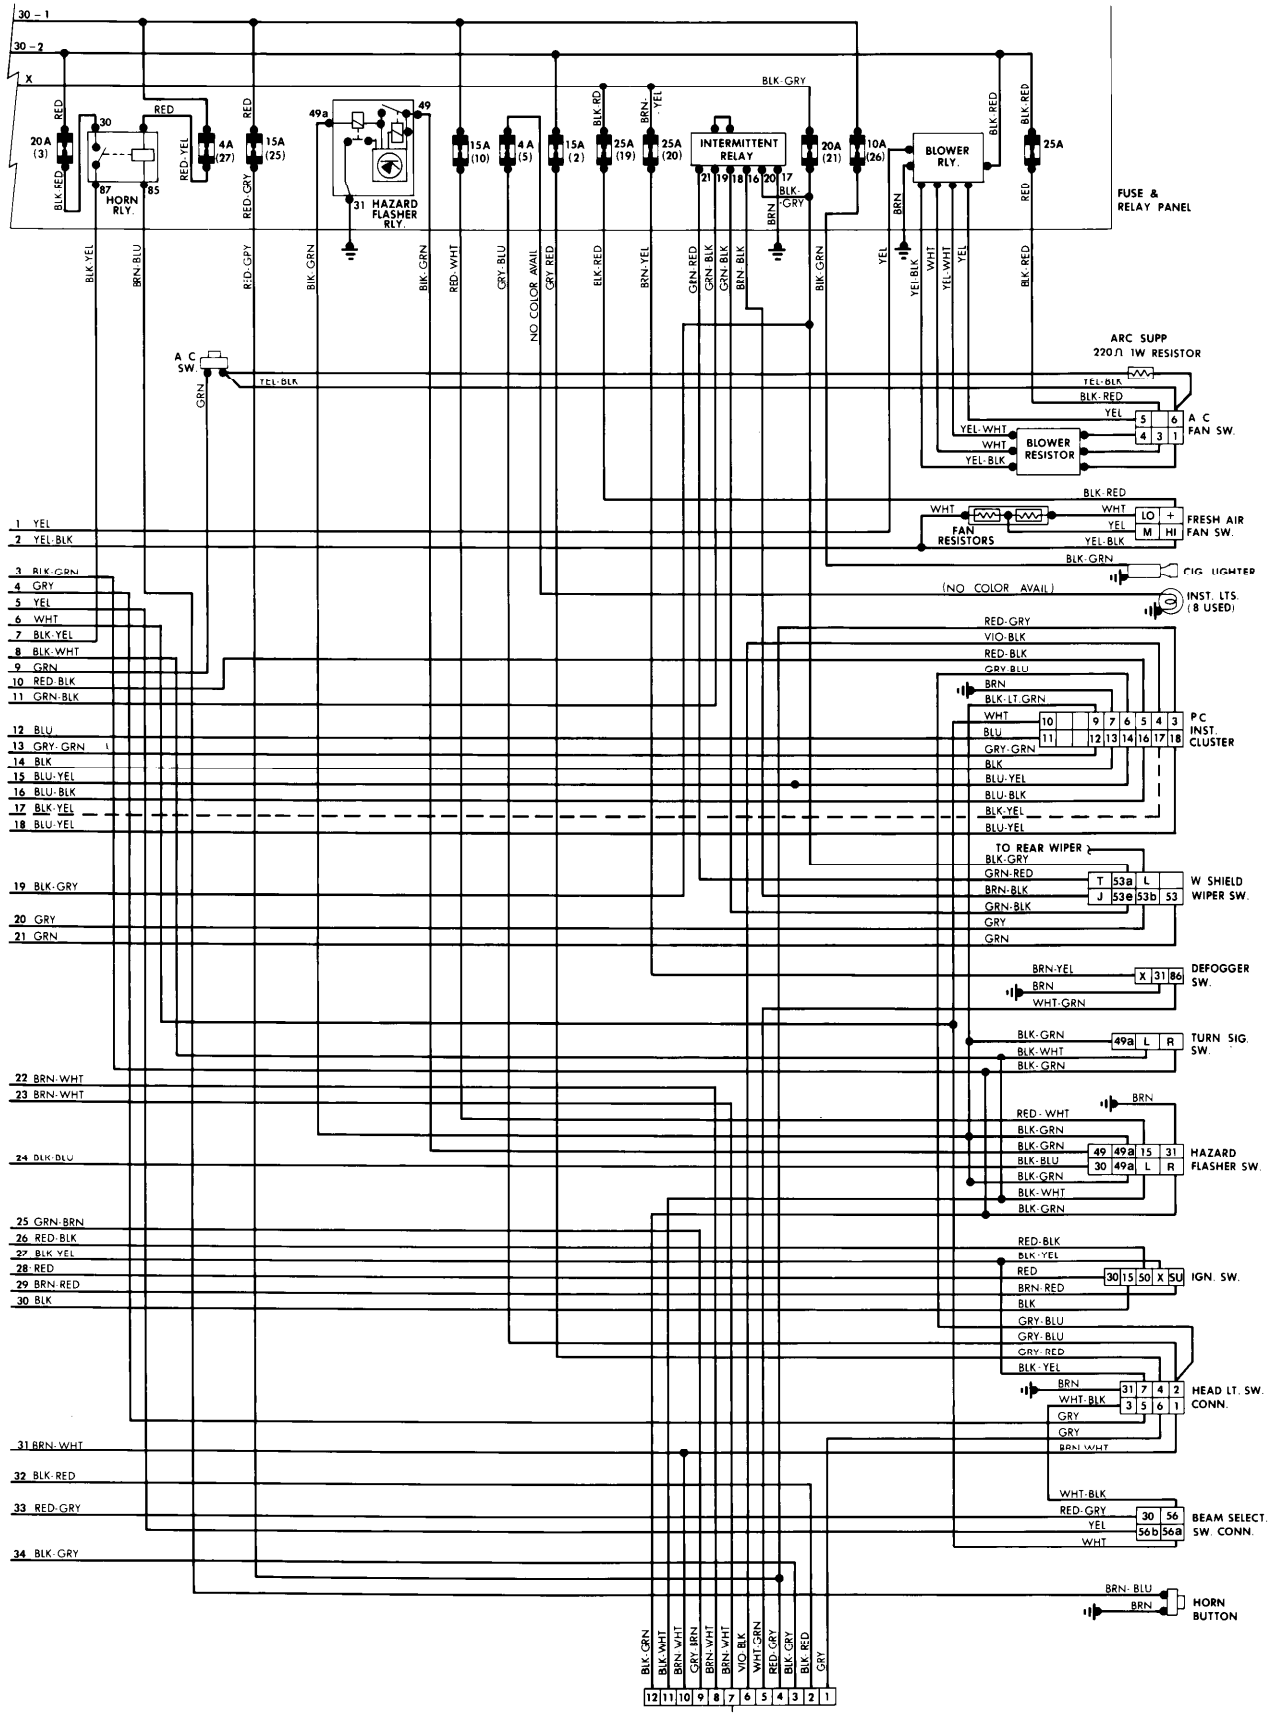 30-1
30-2
X
BLK-GRY
RED
20A
(3)
BLK-RED
30
RED
87
85
HORN
RLY.
RED-YEL
4A
(27)
RED
15A
(25)
RED-GRY
49a
49
31
HAZARD
FLASHER
RLY.
15A
(10)
4A
(5)
15A
(2)
BLK-RD
25A
(19)
BRN-YEL
25A
(20)
INTERMITTENT
RELAY
21 19 18 16 20 17
BLK-GRY
BRN
20A
(21)
10A
(26)
BLOWER
RLY.
BRN
BLK-RED
BLK-RED
25A
RED
FUSE &
RELAY PANEL
BLK-YEL
BRN-BLU
RED-GPY
BIK-GRN
BIK-GRN
RED-WHT
GRY-BLU
NO COLOR AVAIL
GRY RED
ELK-RED
BRN-YEL
GRN-RED
GRN-BLK
GRN-BLK
BRN-BLK
BLK-GRN
YEL
YEL-BLK
WHT
YEL-WHT
YEL
BLK-RED
A C
SW.
GRN
YEL-BLK
ARC SUPP
220Ω 1W RESISTOR
YEL-BLK
BLK-RED
YEL
5 6
4 3 1
A C
FAN SW.
YEL-WHT
WHT
YEL-BLK
BLOWER
RESISTOR
BLK-RED
WHT
FAN
RESISTORS
WHT
YEL
YEL-BLK
LO +
M HI
FRESH AIR
FAN SW.
BLK-GRN
CIG LIGHTER
(NO COLOR AVAIL)
INST. LTS.
(8 USED)
1 YEL
2 YEL-BLK
3 BLK-GRN
4 GRY
5 YEL
6 WHT
7 BLK-YEL
8 BLK-WHT
9 GRN
10 RED-BLK
11 GRN-BLK
12 BLU
13 GRY-GRN
14 BLK
15 BLU-YEL
16 BLU-BLK
17 BLK-YEL
18 BLU-YEL
19 BLK-GRY
20 GRY
21 GRN
RED-GRY
VIO-BLK
RED-BLK
GRY-BLU
BRN
BLK-LT.GRN
WHT
BLU
GRY-GRN
BLK
BLU-YEL
BLU-BLK
BLK-YEL
BLU-YEL
10 9 7 6 5 4 3
11 12 13 14 16 17 18
PC
INST.
CLUSTER
TO REAR WIPER
BLK-GRY
GRN-RED
BRN-BLK
GRN-BLK
GRY
GRN
T 53a L
J 53e 53b 53
W SHIELD
WIPER SW.
BRN-YEL
BRN
WHT-GRN
X 31 86
DEFOGGER
SW.
BLK-GRN
BLK-WHT
BLK-GRN
49a L R
TURN SIG.
SW.
22 BRN-WHT
23 BRN-WHT
24 BLK-BLU
BRN
RED-WHT
BLK-GRN
BLK-GRN
BLK-BLU
BLK-GRN
BLK-WHT
BLK-GRN
49 49a 15 31
30 49a L R
HAZARD
FLASHER SW.
25 GRN-BRN
26 RED-BLK
27 BLK YEL
28 RED
29 BRN-RED
30 BLK
RED-BLK
BLK-YEL
RED
BRN-RED
BLK
30 15 50 X SU
IGN. SW.
GRY-BLU
GRY-BLU
GRY-RED
BLK-YEL
BRN
WHT-BLK
GRY
GRY
BRN WHT
31 7 4 2
3 5 6 1
HEAD LT. SW.
CONN.
31 BRN-WHT
32 BLK-RED
33 RED-GRY
34 BLK-GRY
WHT-BLK
RED-GRY
YEL
WHT
30 56
56b 56a
BEAM SELECT.
SW. CONN.
BRN-BLU
BRN
HORN
BUTTON
BLK-GRN
BLK-WHT
BRN-WHT
GRY-BRN
BRN-WHT
BRN-WHT
VIO-BLK
WHT-GRN
RED-GRY
BLK-GRY
BLK-RED
GRY
12 11 10 9 8 7 6 5 4 3 2 1